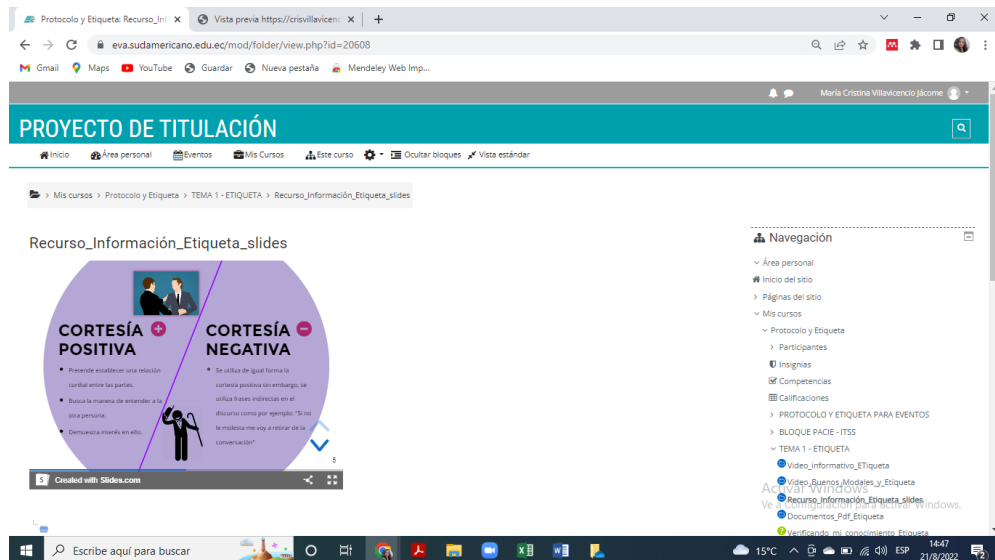 Protocolo y Etiqueta: Recurso_Inf
Vista previa https://crisvillavicenc
eva.sudamericano.edu.ec/mod/folder/view.php?id=20608
Gmail Maps YouTube Guardar Nueva pestaña Mendeley Web Imp...
María Cristina Villavicencio Jácome
PROYECTO DE TITULACIÓN
Inicio Área personal Eventos Mis Cursos Este curso Ocultar bloques Vista estándar
Mis cursos > Protocolo y Etiqueta > TEMA 1 - ETIQUETA > Recurso_Información_Etiqueta_slides
Recurso_Información_Etiqueta_slides
CORTESÍA
POSITIVA
Pretende establecer una relación
cordial entre las partes.
Busca la manera de entender a la
otra persona.
Demuestra interés en ello.
CORTESÍA
NEGATIVA
Se utiliza de igual forma la
cortesía positiva sin embargo, se
utiliza frases indirectas en el
discurso como por ejemplo: "Si no
le molesta me voy a retirar de la
conversación"
5
S Created with Slides.com
Navegación
Área personal
Inicio del sitio
Páginas del sitio
Mis cursos
Protocolo y Etiqueta
Participantes
Insignias
Competencias
Calificaciones
PROTOCOLO Y ETIQUETA PARA EVENTOS
BLOQUE PACIE - ITSS
TEMA 1 - ETIQUETA
Video_informativo_ETiqueta
Video_Buenos_Modales_y_Etiqueta
Recurso_Información_Etiqueta_slides
Documentos_Pdf_Etiqueta
Verificando_mi_conocimiento_Etiqueta
Activar Windows
Ve a Configuración para activar Windows.
Escribe aquí para buscar
15°C
ESP
14:47
21/8/2022